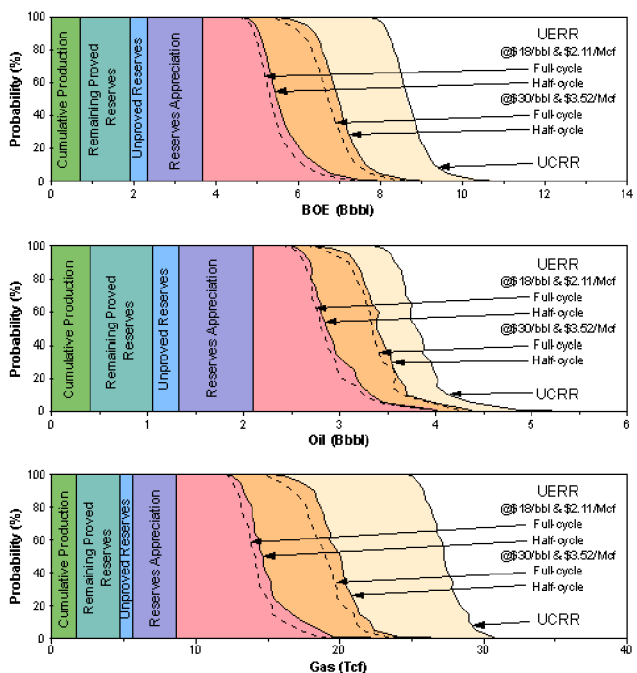 Probability (%)
100
80
60
40
20
0
Cumulative Production
Remaining Proved
Reserves
Unproved Reserves
Reserves Appreciation
UERR
@$18/bbl & $2.11/Mcf
Full-cycle
Half-cycle
@$30/bbl & $3.52/Mcf
Full-cycle
Half-cycle
UCRR
0 2 4 6 8 10 12 14
BOE (Bbbl)
Probability (%)
100
80
60
40
20
0
Cumulative Production
Remaining Proved
Reserves
Unproved Reserves
Reserves Appreciation
UERR
@$18/bbl & $2.11/Mcf
Full-cycle
Half-cycle
@$30/bbl & $3.52/Mcf
Full-cycle
Half-cycle
UCRR
0 1 2 3 4 5 6
Oil (Bbbl)
Probability (%)
100
80
60
40
20
0
Cumulative Production
Remaining Proved
Reserves
Unproved Reserves
Reserves Appreciation
UERR
@$18/bbl & $2.11/Mcf
Full-cycle
Half-cycle
@$30/bbl & $3.52/Mcf
Full-cycle
Half-cycle
UCRR
0 10 20 30 40
Gas (Tcf)